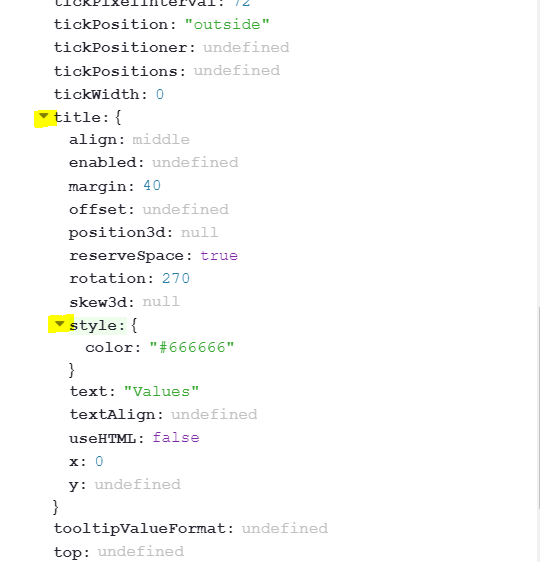 tickPixelInterval: 72
tickPosition: "outside"
tickPositioner: undefined
tickPositions: undefined
tickWidth: 0
title: {
align: middle
enabled: undefined
margin: 40
offset: undefined
position3d: null
reserveSpace: true
rotation: 270
skew3d: null
style: {
color: "#666666"
}
text: "Values"
textAlign: undefined
useHTML: false
x: 0
y: undefined
}
tooltipValueFormat: undefined
top: undefined